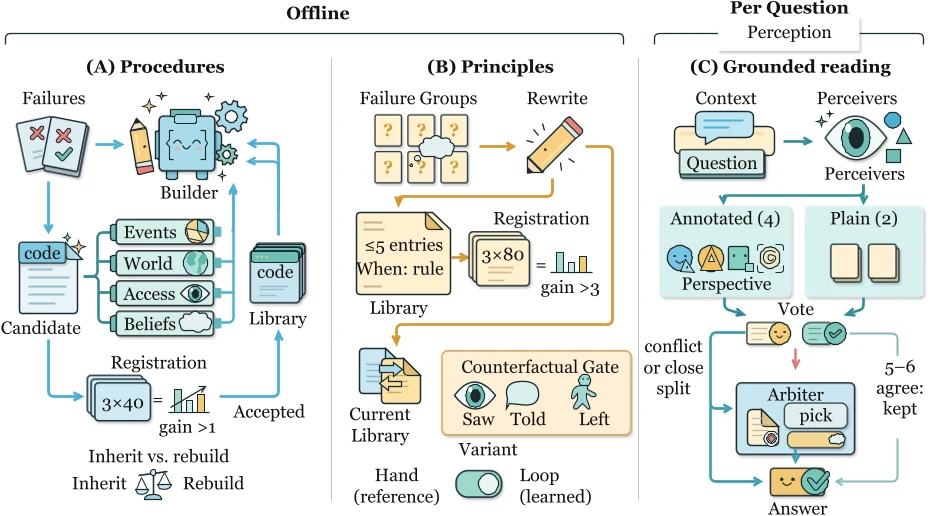 Offline
Per Question
Perception
(A) Procedures
Failures
Builder
code
Candidate
Events
World
Access
Beliefs
code
Library
Registration
3×40
=
gain >1
Accepted
Inherit vs. rebuild
Inherit
Rebuild
(B) Principles
Failure Groups
? ? ?
? ? ?
Rewrite
≤5 entries
When: rule
Library
Registration
3×80
=
gain >3
Current
Library
Counterfactual Gate
Saw
Told
Left
Variant
Hand
(reference)
Loop
(learned)
(C) Grounded reading
Context
Question
Perceivers
Perceivers
Annotated (4)
Perspective
Plain (2)
Vote
conflict
or close
split
5–6
agree:
kept
Arbiter
pick
Answer